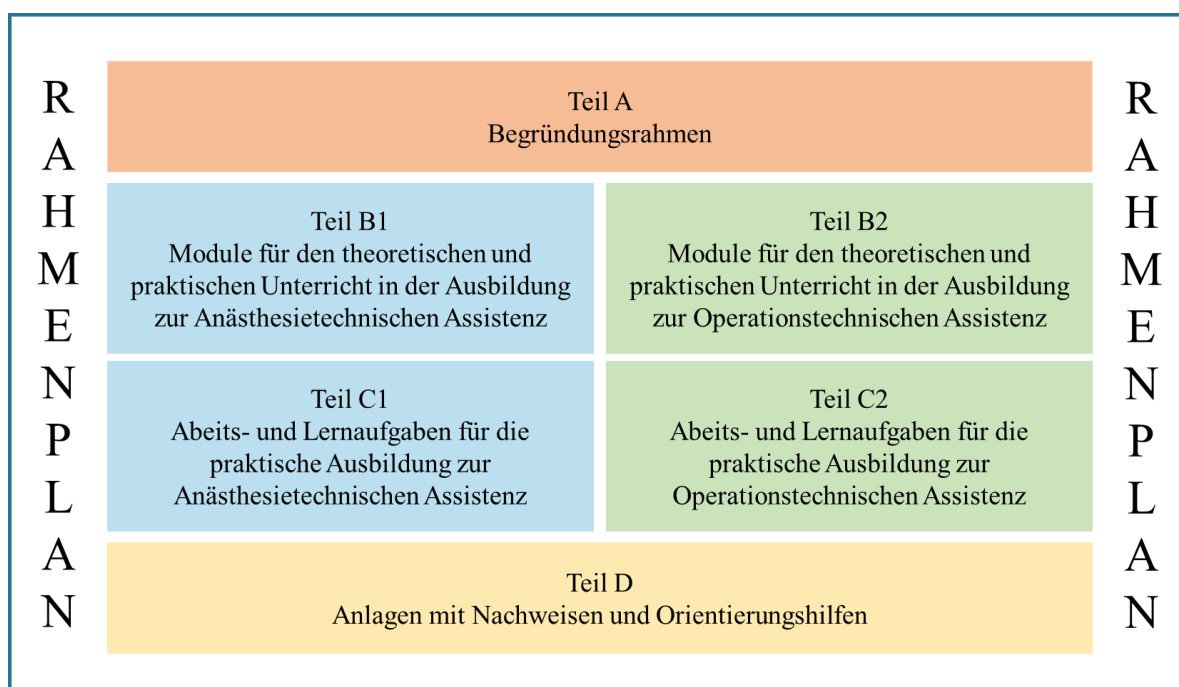 RAHMENPLAN
Teil A
Begründungsrahmen
Teil B1
Module für den theoretischen und
praktischen Unterricht in der Ausbildung
zur Anästhesietechnischen Assistenz
Teil B2
Module für den theoretischen und
praktischen Unterricht in der Ausbildung
zur Operationstechnischen Assistenz
Teil C1
Abeits- und Lernaufgaben für die
praktische Ausbildung zur
Anästhesietechnischen Assistenz
Teil C2
Abeits- und Lernaufgaben für die
praktische Ausbildung zur
Operationstechnischen Assistenz
Teil D
Anlagen mit Nachweisen und Orientierungshilfen
RAHMENPLAN